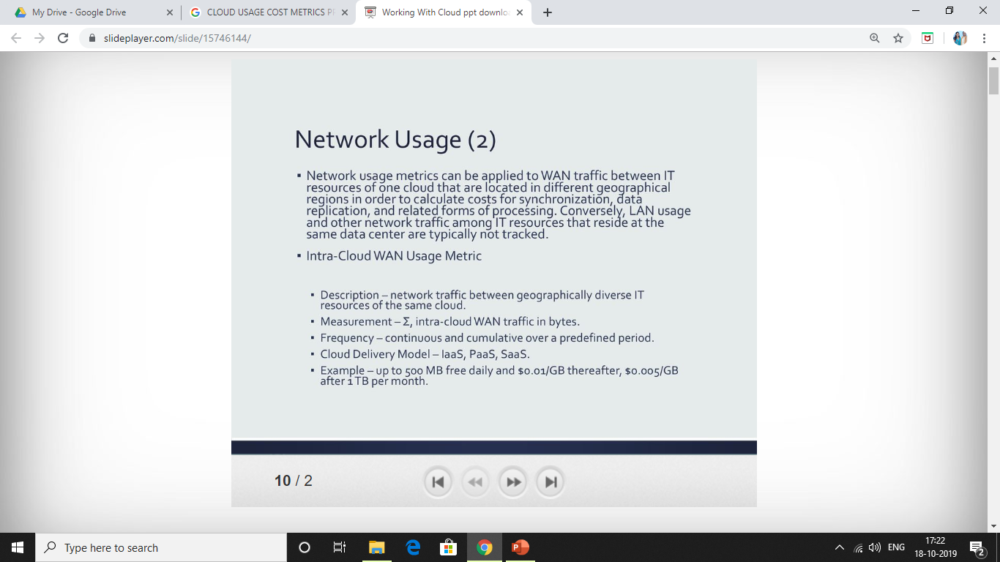 My Drive - Google Drive
CLOUD USAGE COST METRICS P
Working With Cloud ppt downlo
slideplayer.com/slide/15746144/
Network Usage (2)
▪ Network usage metrics can be applied to WAN traffic between IT
resources of one cloud that are located in different geographical
regions in order to calculate costs for synchronization, data
replication, and related forms of processing. Conversely, LAN usage
and other network traffic among IT resources that reside at the
same data center are typically not tracked.
▪ Intra-Cloud WAN Usage Metric
▪ Description – network traffic between geographically diverse IT
resources of the same cloud.
▪ Measurement – Σ, intra-cloud WAN traffic in bytes.
▪ Frequency – continuous and cumulative over a predefined period.
▪ Cloud Delivery Model – IaaS, PaaS, SaaS.
▪ Example – up to 500 MB free daily and $0.01/GB thereafter, $0.005/GB
after 1 TB per month.
10 / 2
Type here to search
ENG
17:22
18-10-2019
2